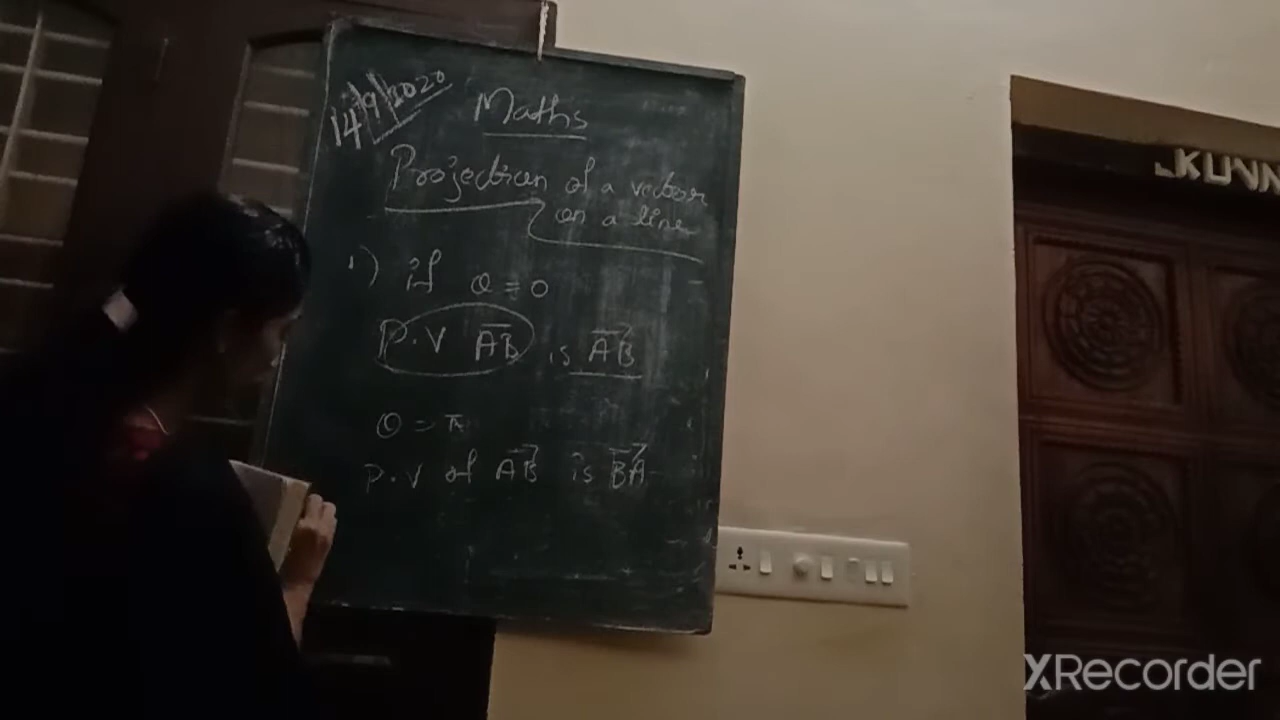 14/9/2020
Maths
Projection of a vector
on a line
1) if θ = 0
P.V AB is AB
θ = π
P.V of AB is BA
KUNN
XRecorder